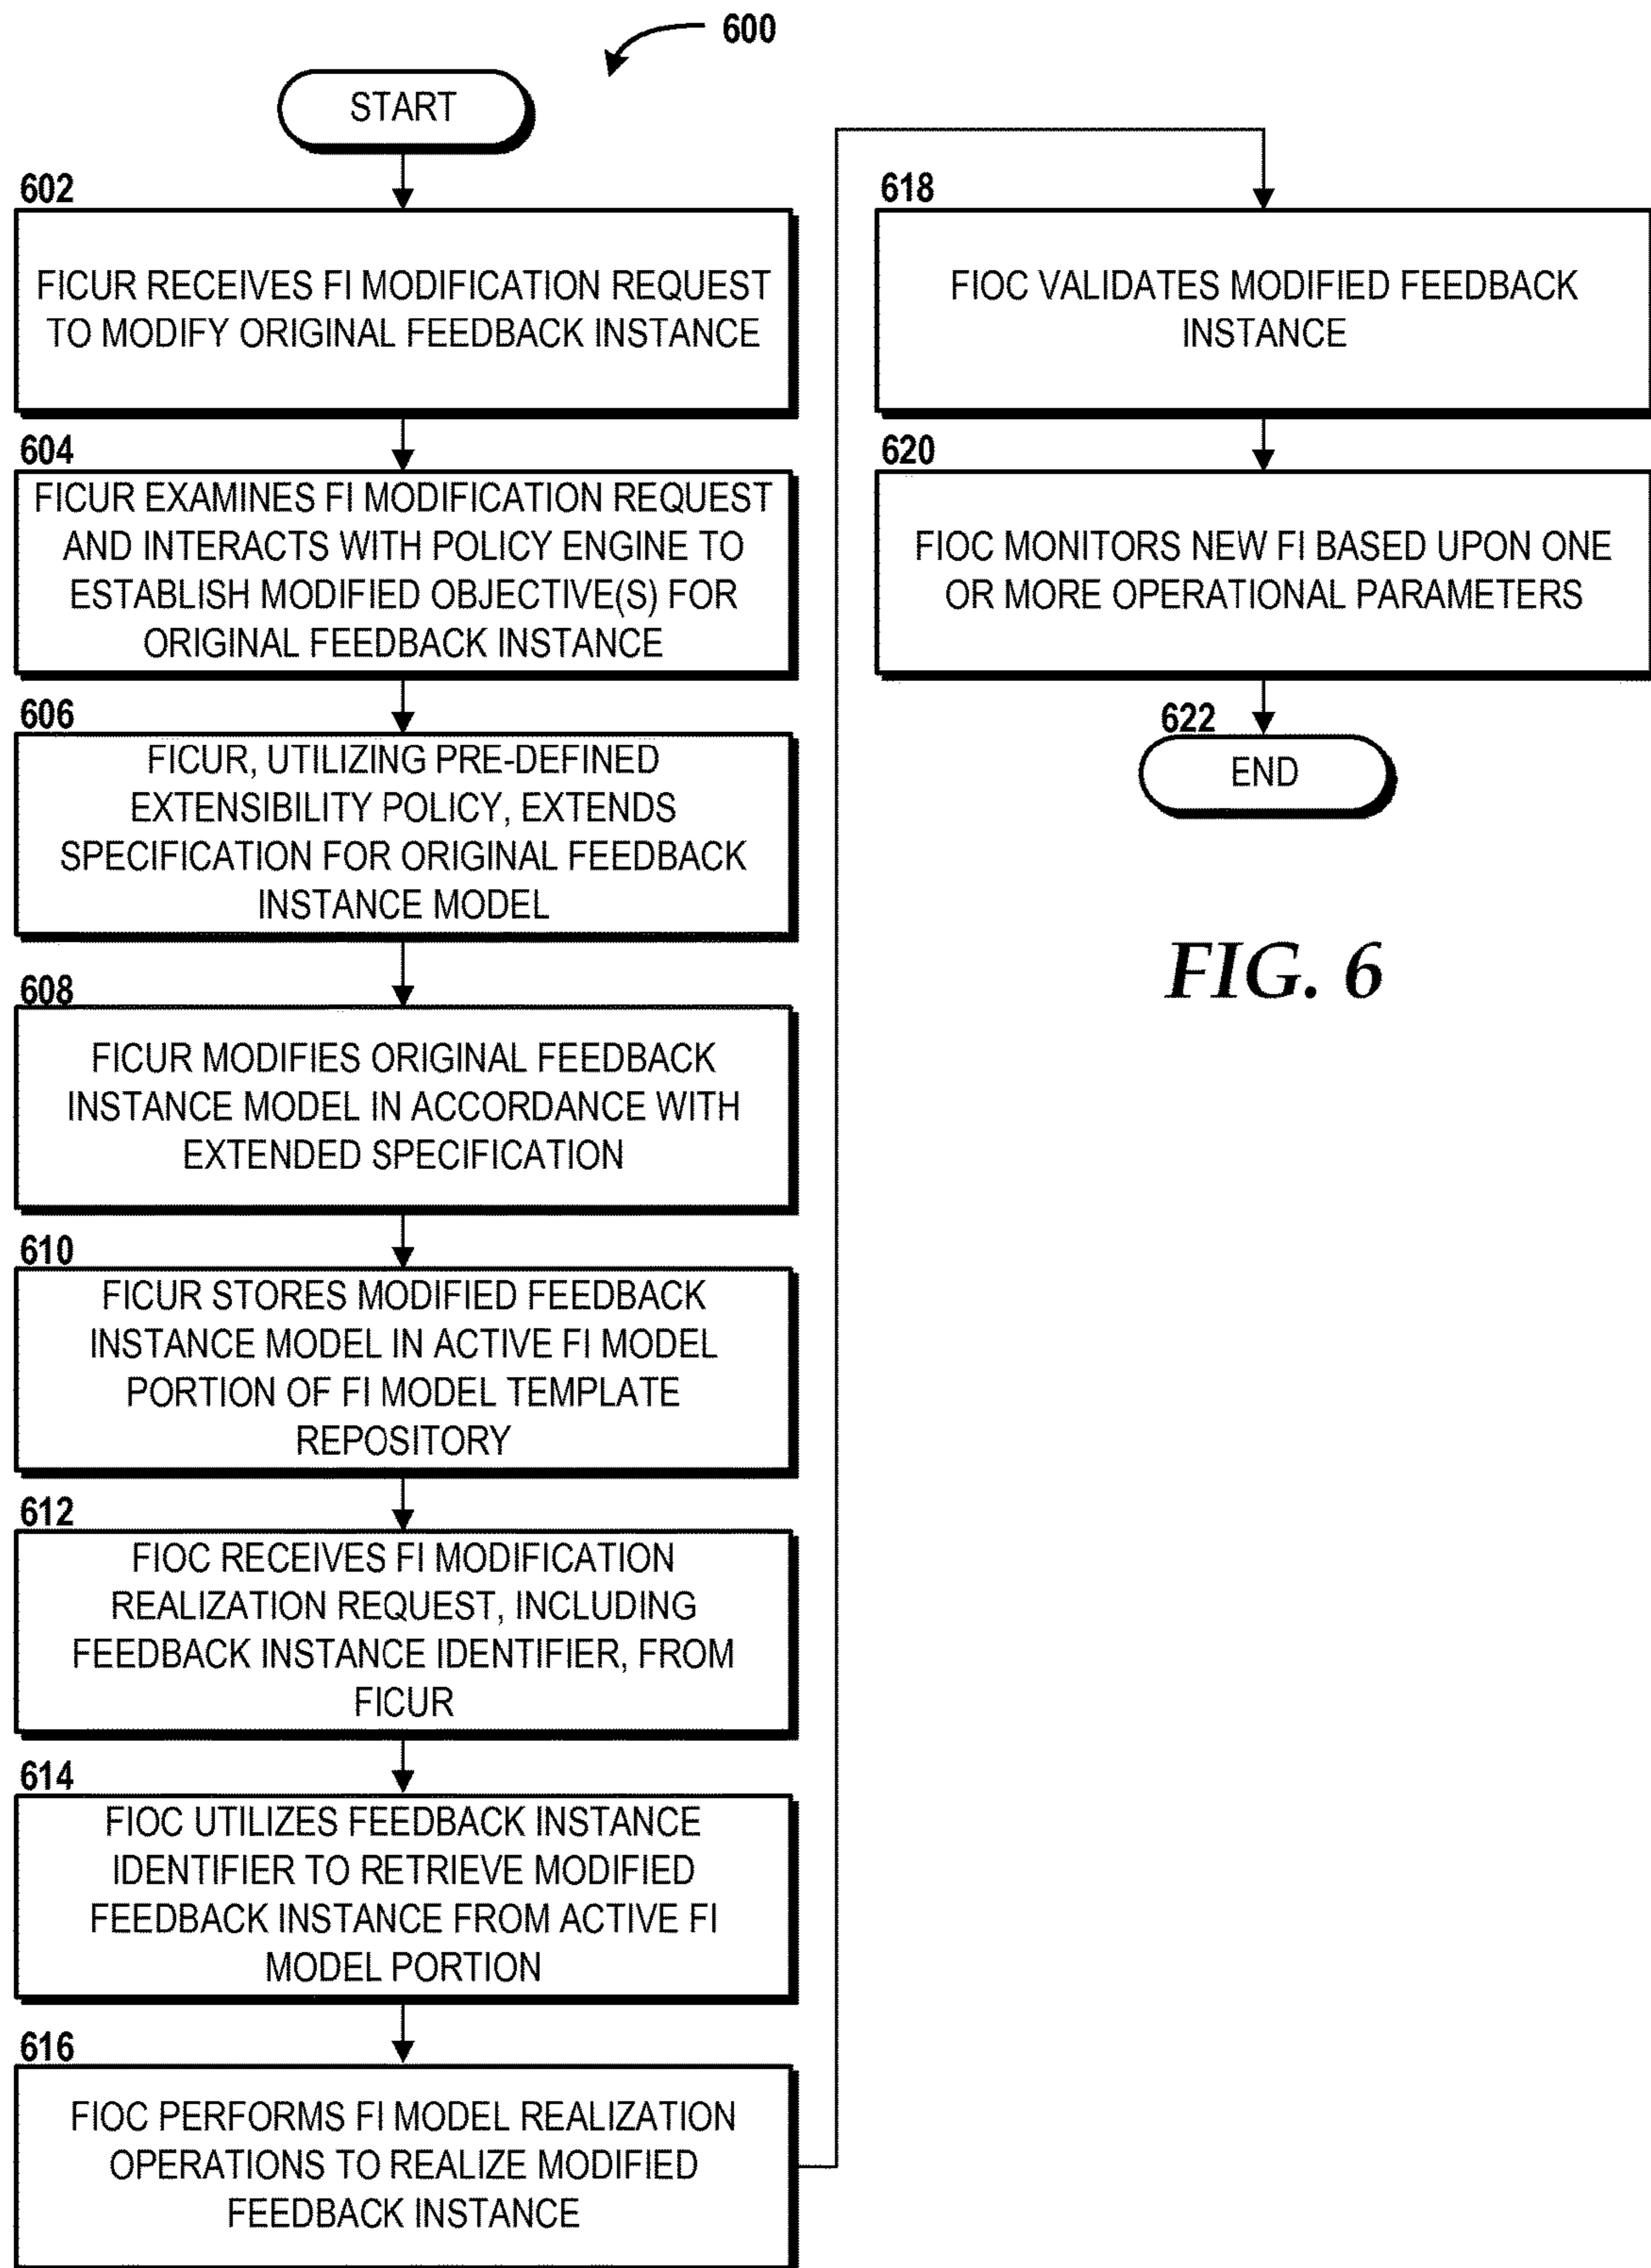 600
START
602
FICUR RECEIVES FI MODIFICATION REQUEST
TO MODIFY ORIGINAL FEEDBACK INSTANCE
604
FICUR EXAMINES FI MODIFICATION REQUEST
AND INTERACTS WITH POLICY ENGINE TO
ESTABLISH MODIFIED OBJECTIVE(S) FOR
ORIGINAL FEEDBACK INSTANCE
606
FICUR, UTILIZING PRE-DEFINED
EXTENSIBILITY POLICY, EXTENDS
SPECIFICATION FOR ORIGINAL FEEDBACK
INSTANCE MODEL
608
FICUR MODIFIES ORIGINAL FEEDBACK
INSTANCE MODEL IN ACCORDANCE WITH
EXTENDED SPECIFICATION
610
FICUR STORES MODIFIED FEEDBACK
INSTANCE MODEL IN ACTIVE FI MODEL
PORTION OF FI MODEL TEMPLATE
REPOSITORY
612
FIOC RECEIVES FI MODIFICATION
REALIZATION REQUEST, INCLUDING
FEEDBACK INSTANCE IDENTIFIER, FROM
FICUR
614
FIOC UTILIZES FEEDBACK INSTANCE
IDENTIFIER TO RETRIEVE MODIFIED
FEEDBACK INSTANCE FROM ACTIVE FI
MODEL PORTION
616
FIOC PERFORMS FI MODEL REALIZATION
OPERATIONS TO REALIZE MODIFIED
FEEDBACK INSTANCE
618
FIOC VALIDATES MODIFIED FEEDBACK
INSTANCE
620
FIOC MONITORS NEW FI BASED UPON ONE
OR MORE OPERATIONAL PARAMETERS
622
END
FIG. 6